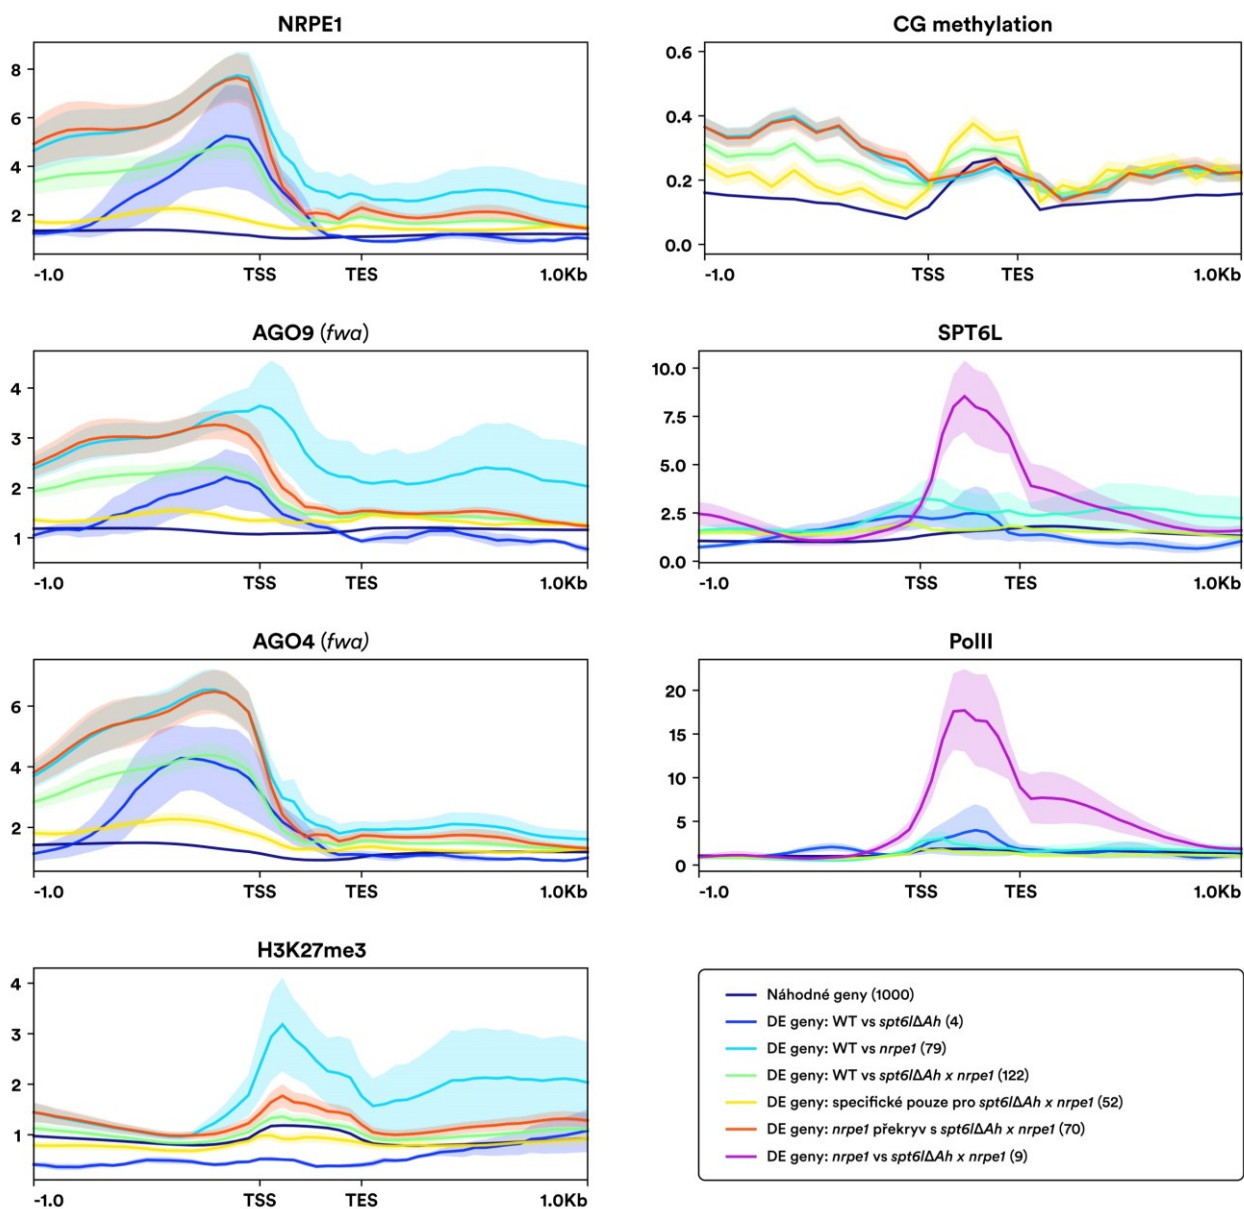 NRPE1
8
6
4
2
-1.0 TSS TES 1.0Kb
CG methylation
0.6
0.4
0.2
0.0
-1.0 TSS TES 1.0Kb
AGO9 (fwa)
4
3
2
1
-1.0 TSS TES 1.0Kb
SPT6L
10.0
7.5
5.0
2.5
0.0
-1.0 TSS TES 1.0Kb
AGO4 (fwa)
6
4
2
-1.0 TSS TES 1.0Kb
PolII
20
15
10
5
0
-1.0 TSS TES 1.0Kb
H3K27me3
4
3
2
1
-1.0 TSS TES 1.0Kb
Náhodné geny (1000)
DE geny: WT vs spt6lΔAh (4)
DE geny: WT vs nrpe1 (79)
DE geny: WT vs spt6lΔAh x nrpe1 (122)
DE geny: specifické pouze pro spt6lΔAh x nrpe1 (52)
DE geny: nrpe1 překryv s spt6lΔAh x nrpe1 (70)
DE geny: nrpe1 vs spt6lΔAh x nrpe1 (9)